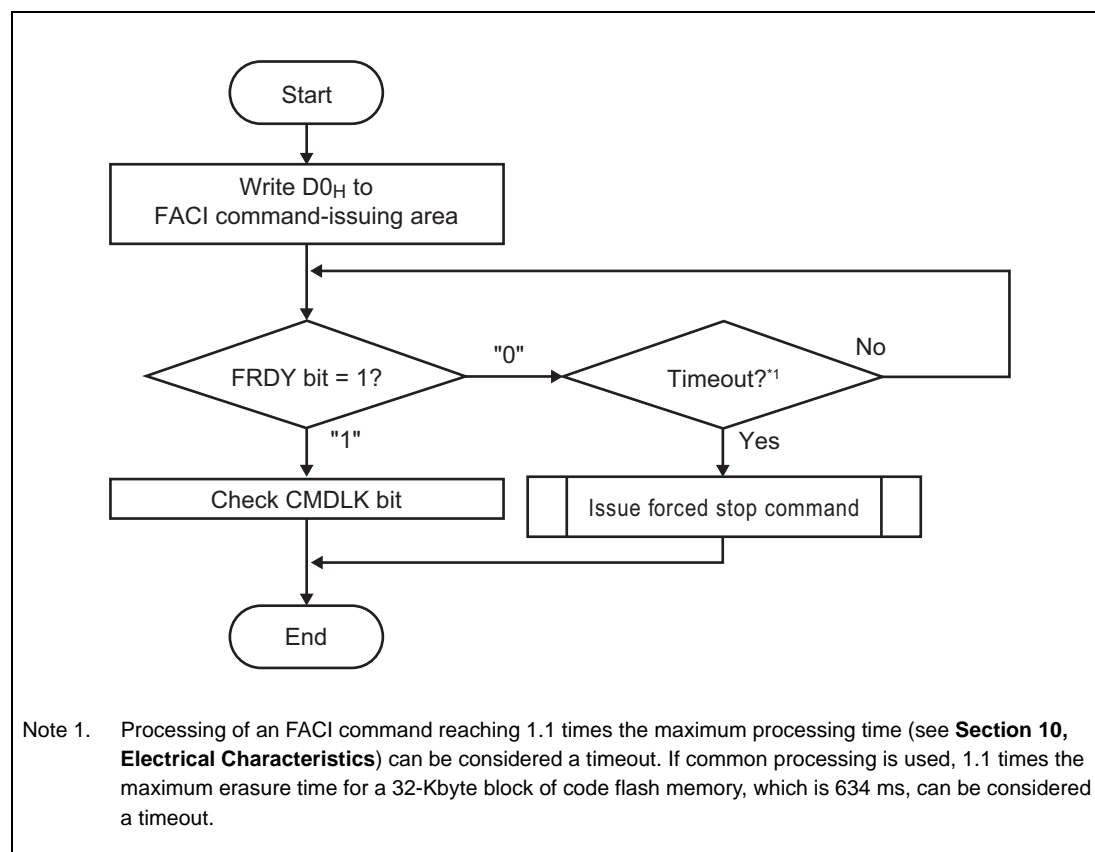 Start
Write D0H to
FACI command-issuing area
FRDY bit = 1?
"0"
Timeout?*1
No
"1"
Yes
Check CMDLK bit
Issue forced stop command
End
Note 1. Processing of an FACI command reaching 1.1 times the maximum processing time (see Section 10,
Electrical Characteristics) can be considered a timeout. If common processing is used, 1.1 times the
maximum erasure time for a 32-Kbyte block of code flash memory, which is 634 ms, can be considered
a timeout.